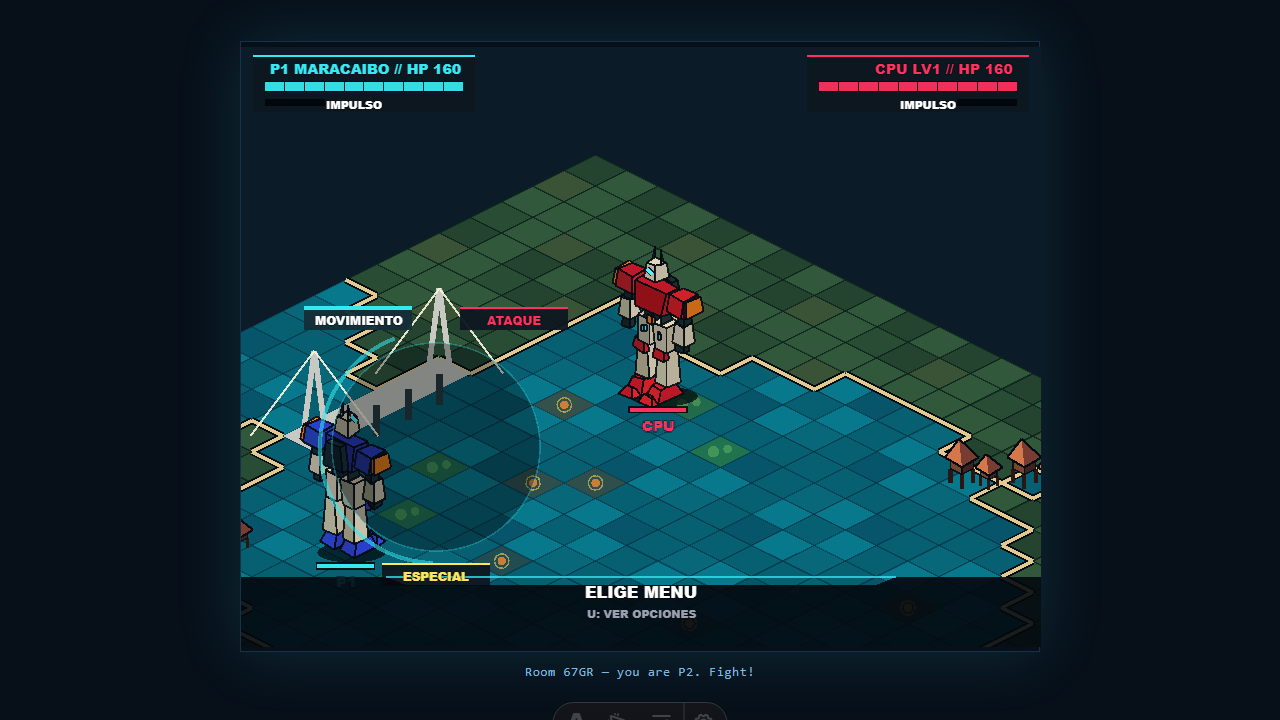 P1 MARACAIBO // HP 160
IMPULSO
CPU LV1 // HP 160
IMPULSO
MOVIMIENTO
ATAQUE
CPU
P1
ESPECIAL
ELIGE MENU
U: VER OPCIONES
Room 67GR — you are P2. Fight!